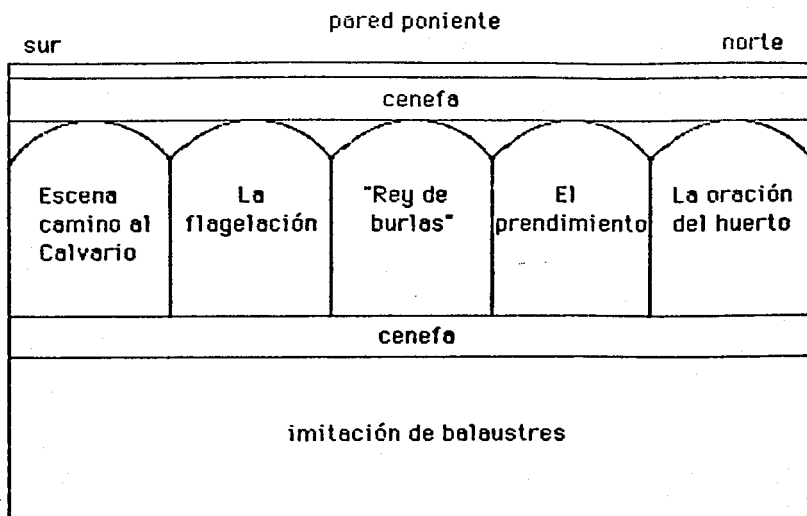 pared poniente
sur
norte
cenefa
Escena
camino al
Calvario
La
flagelación
"Rey de
burlas"
El
prendimiento
La oración
del huerto
cenefa
imitación de balaustres